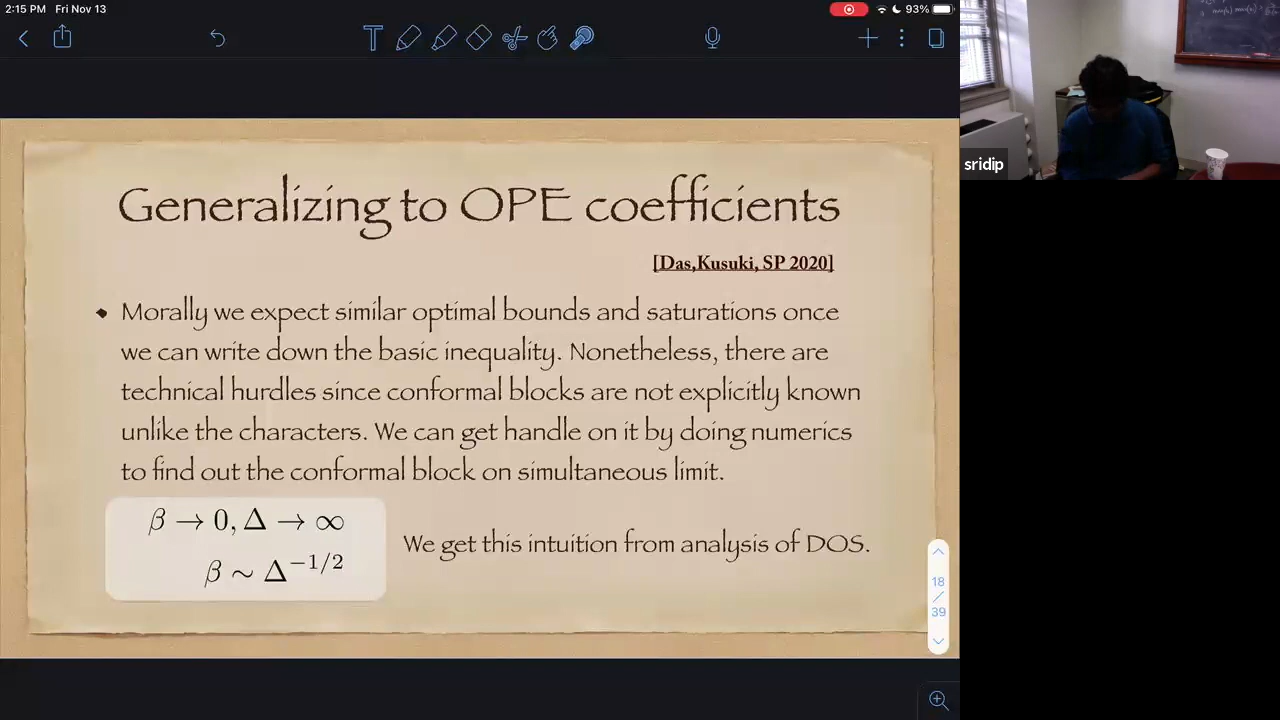 2:15 PM Fri Nov 13
93%
sridip
Generalizing to OPE coefficients
[Das,Kusuki, SP 2020]
Morally we expect similar optimal bounds and saturations once
we can write down the basic inequality. Nonetheless, there are
technical hurdles since conformal blocks are not explicitly known
unlike the characters. We can get handle on it by doing numerics
to find out the conformal block on simultaneous limit.
β → 0, Δ → ∞
β ∼ Δ^{-1/2}
We get this intuition from analysis of DOS.
18
/
39